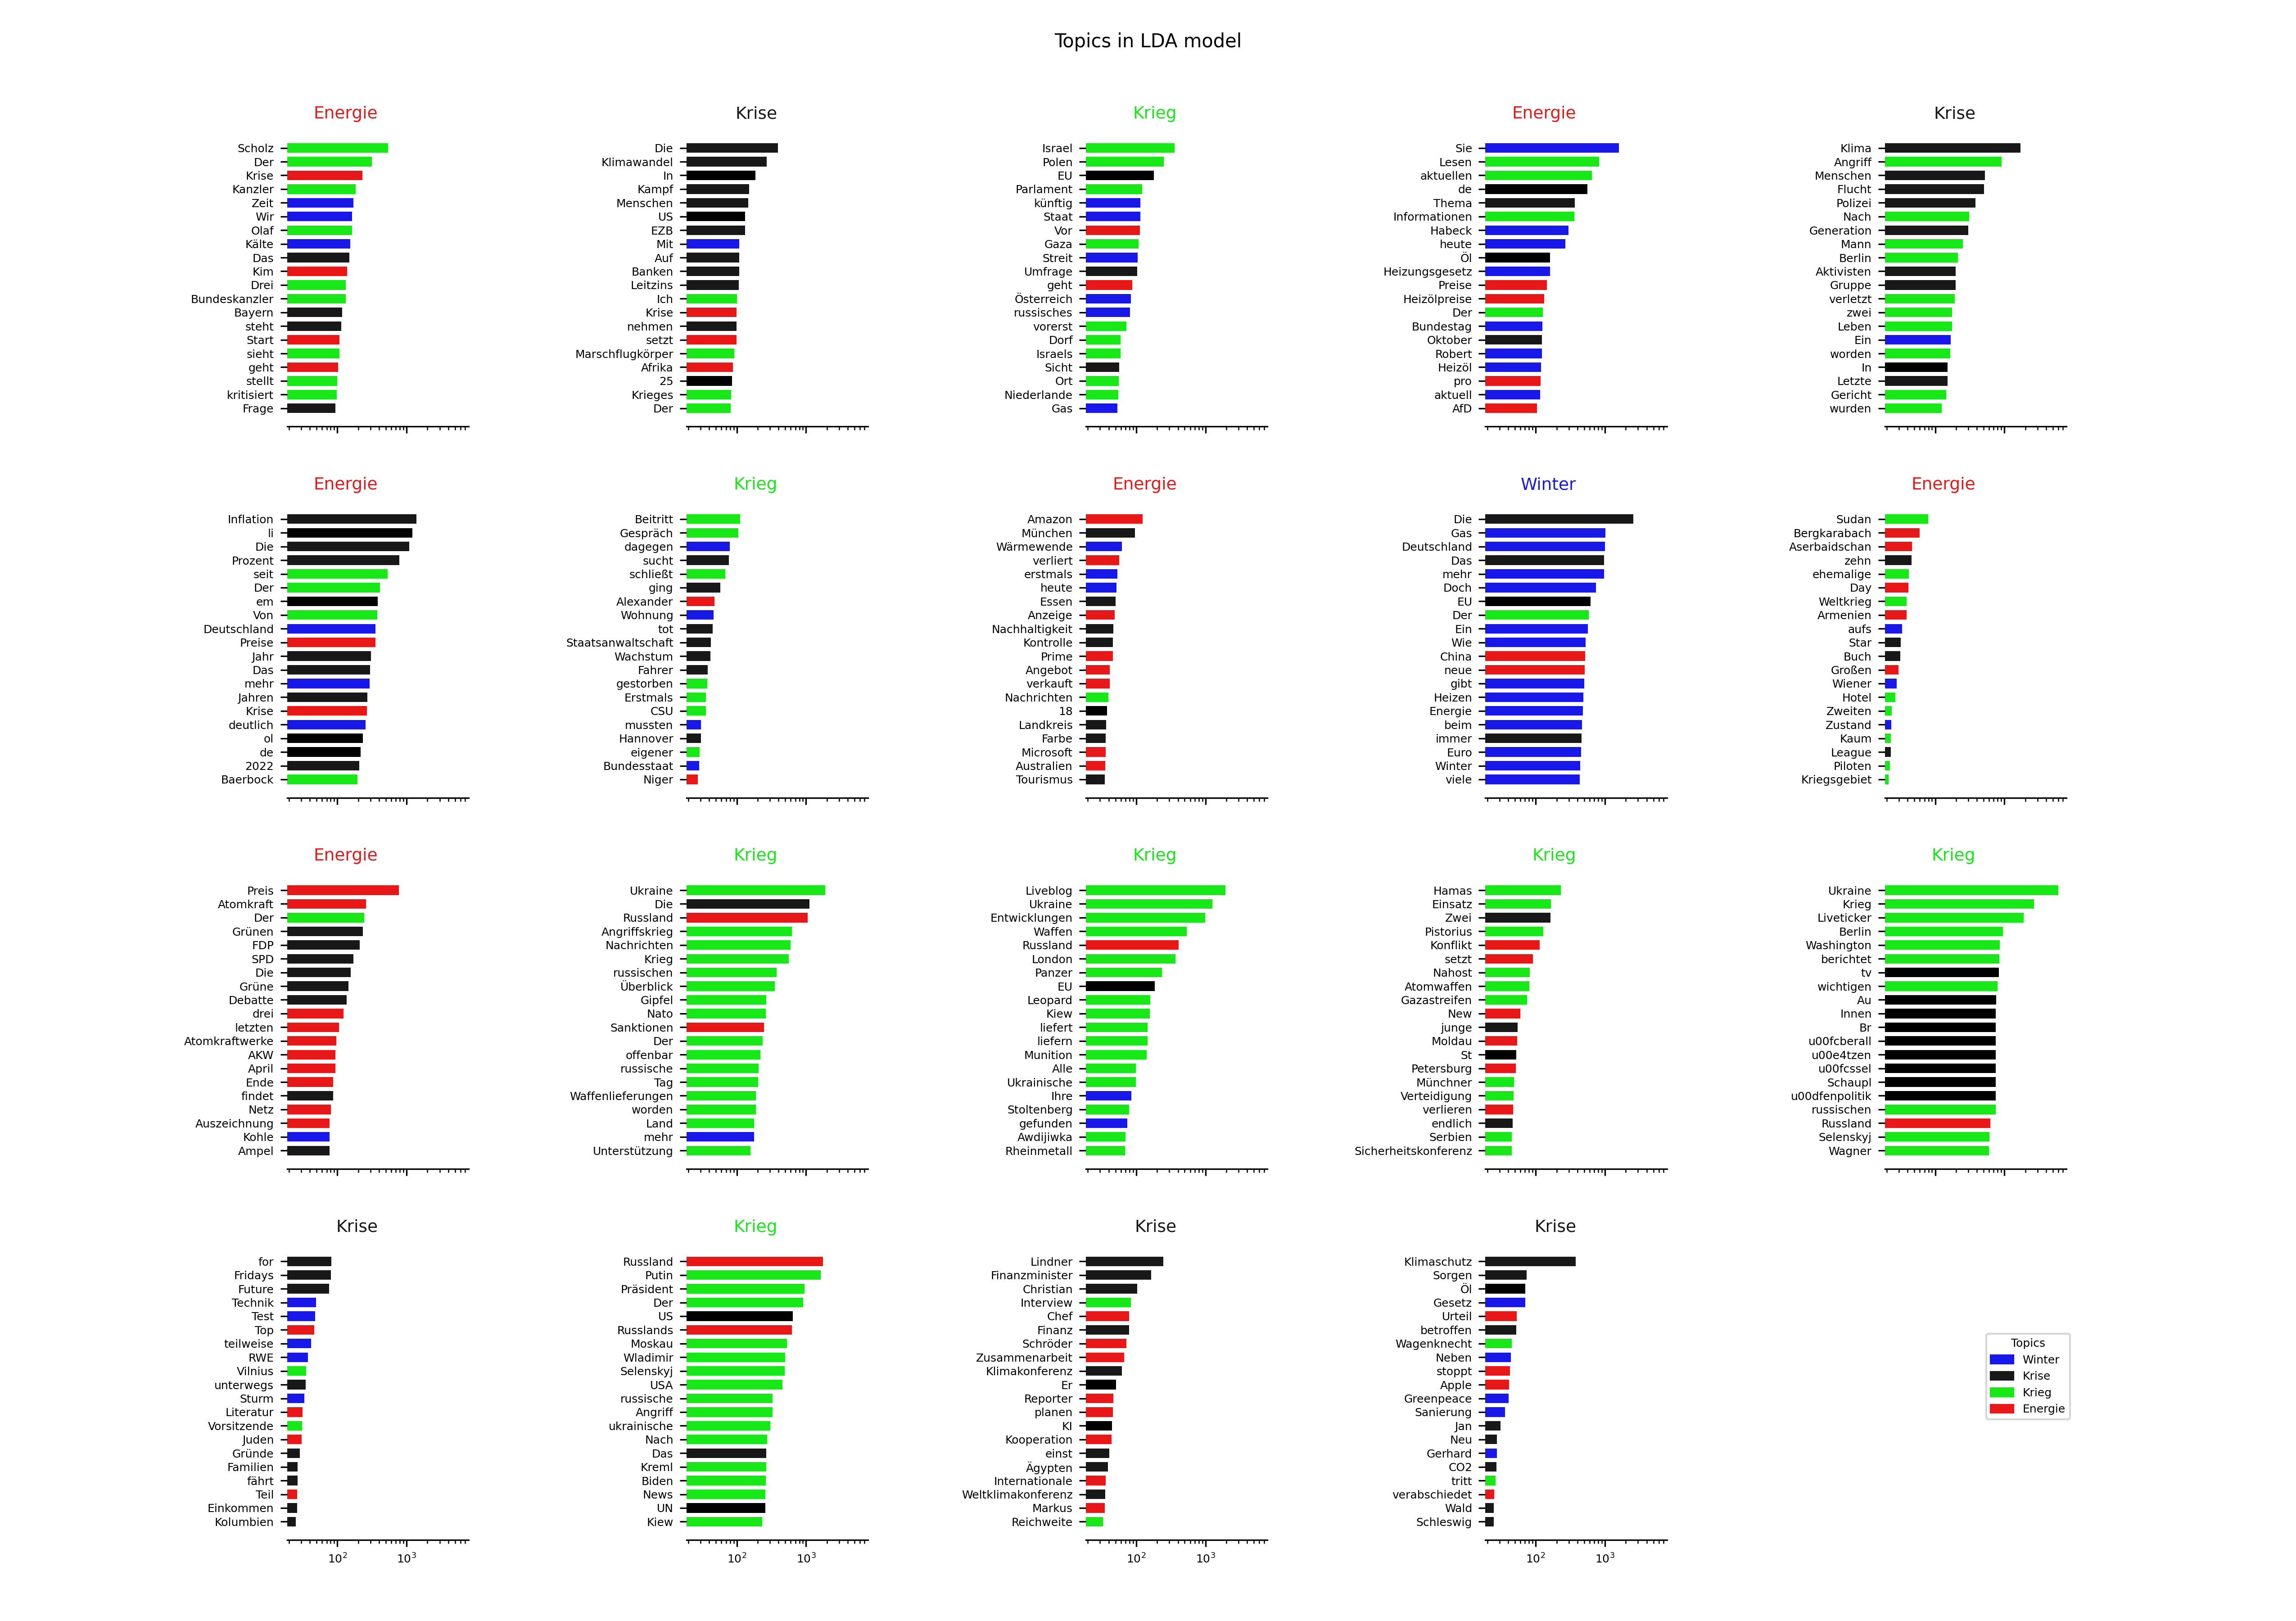 Topics in LDA model
Energie
Scholz
Der
Krise
Kanzler
Zeit
Wir
Olaf
Kälte
Das
Kim
Drei
Bundeskanzler
Bayern
steht
Start
sieht
geht
stellt
kritisiert
Frage
Krise
Die
Klimawandel
In
Kampf
Menschen
US
EZB
Mit
Auf
Banken
Leitzins
Ich
Krise
nehmen
setzt
Marschflugkörper
Afrika
25
Krieges
Der
Krieg
Israel
Polen
EU
Parlament
künftig
Staat
Vor
Gaza
Streit
Umfrage
geht
Österreich
russisches
vorerst
Dorf
Israels
Sicht
Ort
Niederlande
Gas
Energie
Sie
Lesen
aktuellen
de
Thema
Informationen
Habeck
heute
Öl
Heizungsgesetz
Preise
Heizölpreise
Der
Bundestag
Oktober
Robert
Heizöl
pro
aktuell
AfD
Krise
Klima
Angriff
Menschen
Flucht
Polizei
Nach
Generation
Mann
Berlin
Aktivisten
Gruppe
verletzt
zwei
Leben
Ein
worden
In
Letzte
Gericht
wurden
Energie
Inflation
li
Die
Prozent
seit
Der
em
Von
Deutschland
Preise
Jahr
Das
mehr
Jahren
Krise
deutlich
ol
de
2022
Baerbock
Krieg
Beitritt
Gespräch
dagegen
sucht
schließt
ging
Alexander
Wohnung
tot
Staatsanwaltschaft
Wachstum
Fahrer
gestorben
Erstmals
CSU
mussten
Hannover
eigener
Bundesstaat
Niger
Energie
Amazon
München
Wärmewende
verliert
erstmals
heute
Essen
Anzeige
Nachhaltigkeit
Kontrolle
Prime
Angebot
verkauft
Nachrichten
18
Landkreis
Farbe
Microsoft
Australien
Tourismus
Winter
Die
Gas
Deutschland
Das
mehr
Doch
EU
Der
Ein
Wie
China
neue
gibt
Heizen
Energie
beim
immer
Euro
Winter
viele
Energie
Sudan
Bergkarabach
Aserbaidschan
zehn
ehemalige
Day
Weltkrieg
Armenien
aufs
Star
Buch
Großen
Wiener
Hotel
Zweiten
Zustand
Kaum
League
Piloten
Kriegsgebiet
Energie
Preis
Atomkraft
Der
Grünen
FDP
SPD
Die
Grüne
Debatte
drei
letzten
Atomkraftwerke
AKW
April
Ende
findet
Netz
Auszeichnung
Kohle
Ampel
Krieg
Ukraine
Die
Russland
Angriffskrieg
Nachrichten
Krieg
russischen
Überblick
Gipfel
Nato
Sanktionen
Der
offenbar
russische
Tag
Waffenlieferungen
worden
Land
mehr
Unterstützung
Krieg
Liveblog
Ukraine
Entwicklungen
Waffen
Russland
London
Panzer
EU
Leopard
Kiew
liefert
liefern
Munition
Alle
Ukrainische
Ihre
Stoltenberg
gefunden
Awdijiwka
Rheinmetall
Krieg
Hamas
Einsatz
Zwei
Pistorius
Konflikt
setzt
Nahost
Atomwaffen
Gazastreifen
New
junge
Moldau
St
Petersburg
Münchner
Verteidigung
verlieren
endlich
Serbien
Sicherheitskonferenz
Krieg
Ukraine
Krieg
Liveticker
Berlin
Washington
berichtet
tv
wichtigen
Au
Innen
Br
u00fcberall
u00e4tzen
u00fcssel
Schaupl
u00dfenpolitik
russischen
Russland
Selenskyj
Wagner
Krise
for
Fridays
Future
Technik
Test
Top
teilweise
RWE
Vilnius
unterwegs
Sturm
Literatur
Vorsitzende
Juden
Gründe
Familien
fährt
Teil
Einkommen
Kolumbien
10²
10³
Krieg
Russland
Putin
Präsident
Der
US
Russlands
Moskau
Wladimir
Selenskyj
USA
russische
Angriff
ukrainische
Nach
Das
Kreml
Biden
News
UN
Kiew
10²
10³
Krise
Lindner
Finanzminister
Christian
Interview
Chef
Finanz
Schröder
Zusammenarbeit
Klimakonferenz
Er
Reporter
planen
KI
Kooperation
einst
Ägypten
Internationale
Weltklimakonferenz
Markus
Reichweite
10²
10³
Krise
Klimaschutz
Sorgen
Öl
Gesetz
Urteil
betroffen
Wagenknecht
Neben
stoppt
Apple
Greenpeace
Sanierung
Jan
Neu
Gerhard
CO2
tritt
verabschiedet
Wald
Schleswig
10²
10³
Topics
Winter
Krise
Krieg
Energie